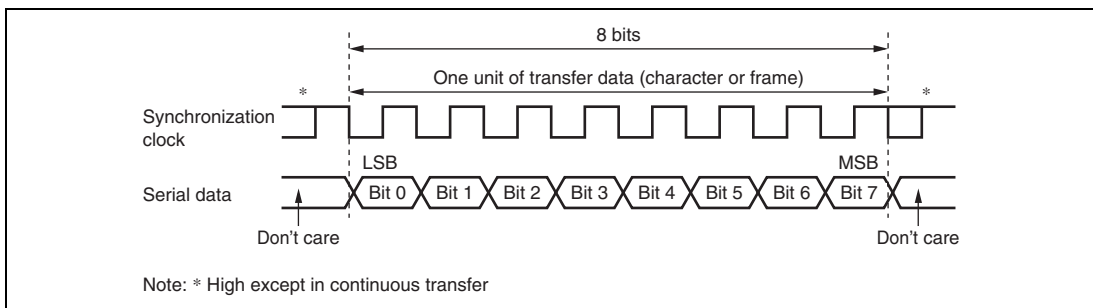 8 bits
One unit of transfer data (character or frame)
* *
Synchronization
clock
LSB MSB
Serial data Bit 0 Bit 1 Bit 2 Bit 3 Bit 4 Bit 5 Bit 6 Bit 7
Don't care Don't care
Note: * High except in continuous transfer